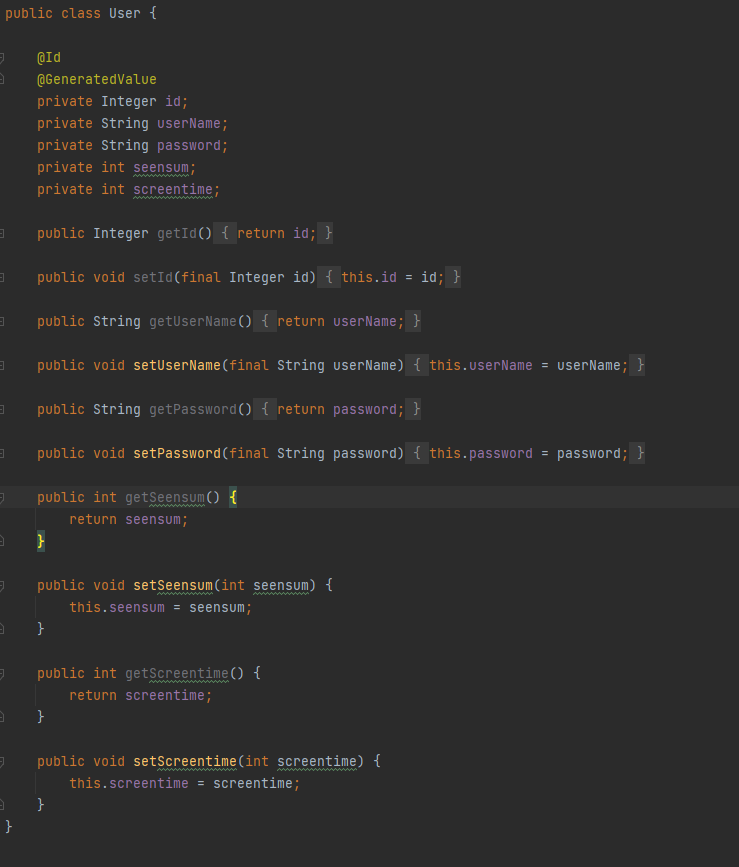 public class User {
@Id
@GeneratedValue
private Integer id;
private String userName;
private String password;
private int seensum;
private int screentime;
public Integer getId() { return id; }
public void setId(final Integer id) { this.id = id; }
public String getUserName() { return userName; }
public void setUserName(final String userName) { this.userName = userName; }
public String getPassword() { return password; }
public void setPassword(final String password) { this.password = password; }
public int getSeensum() {
return seensum;
}
public void setSeensum(int seensum) {
this.seensum = seensum;
}
public int getScreentime() {
return screentime;
}
public void setScreentime(int screentime) {
this.screentime = screentime;
}
}